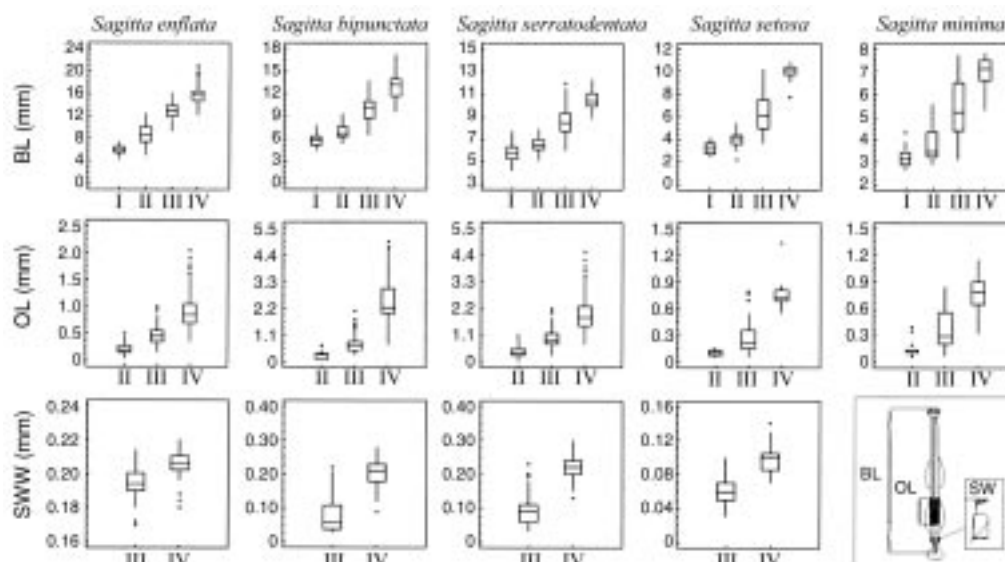 Sagitta enflata Sagitta bipunctata Sagitta serratodentata Sagitta setosa Sagitta minima
BL (mm)
24 20 16 12 8 4 0
I II III IV
18 15 12 9 6 3 0
I II III IV
15 13 11 9 7 5 3
I II III IV
12 10 8 6 4 2 0
I II III IV
8 7 6 5 4 3 2
I II III IV
OL (mm)
2.5 2.0 1.5 1.0 0.5 0
II III IV
5.5 4.4 3.3 2.2 1.1 0
II III IV
5.5 4.4 3.3 2.2 1.1 0
II III IV
1.5 1.2 0.9 0.6 0.3 0
II III IV
1.5 1.2 0.9 0.6 0.3 0
II III IV
SWW (mm)
0.24 0.22 0.20 0.18 0.16
III IV
0.40 0.30 0.20 0.10 0
III IV
0.40 0.30 0.20 0.10 0
III IV
0.16 0.12 0.08 0.04 0
III IV
BL OL SW